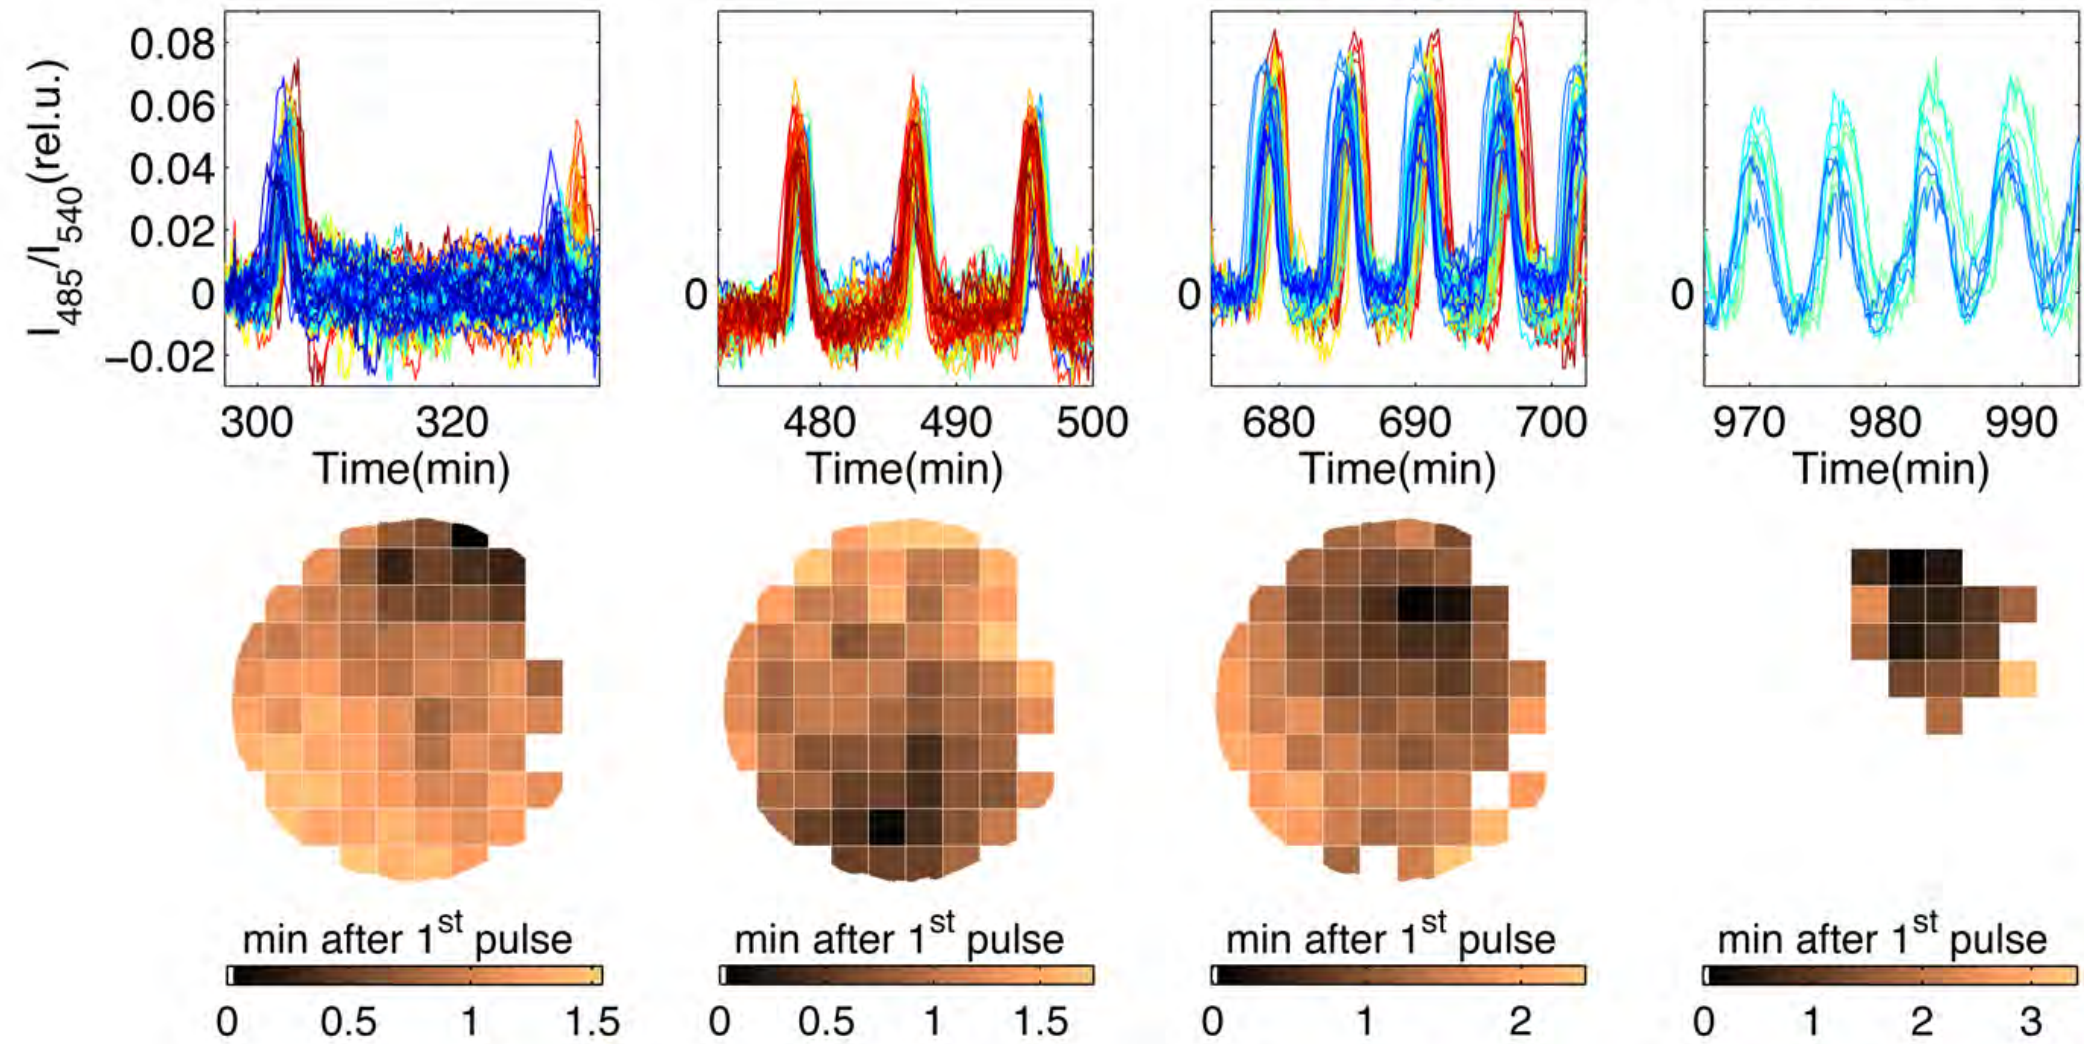 I485/I540(rel.u.)
0.08
0.06
0.04
0.02
0
−0.02
0
0
0
300 320
480 490 500
680 690 700
970 980 990
Time(min) Time(min) Time(min) Time(min)
min after 1st pulse min after 1st pulse min after 1st pulse min after 1st pulse
0 0.5 1 1.5
0 0.5 1 1.5
0 1 2
0 1 2 3